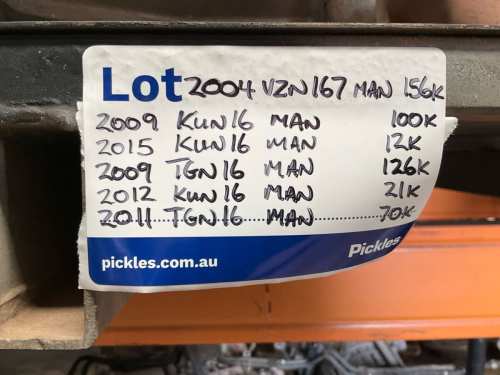 Lot 2004 VZN167 MAN 156K
2009 KUN16 MAN 100K
2015 KUN16 MAN 12K
2009 TGN16 MAN 126K
2012 KUN16 MAN 21K
2011 TGN16 MAN 70K
pickles.com.au Pickles